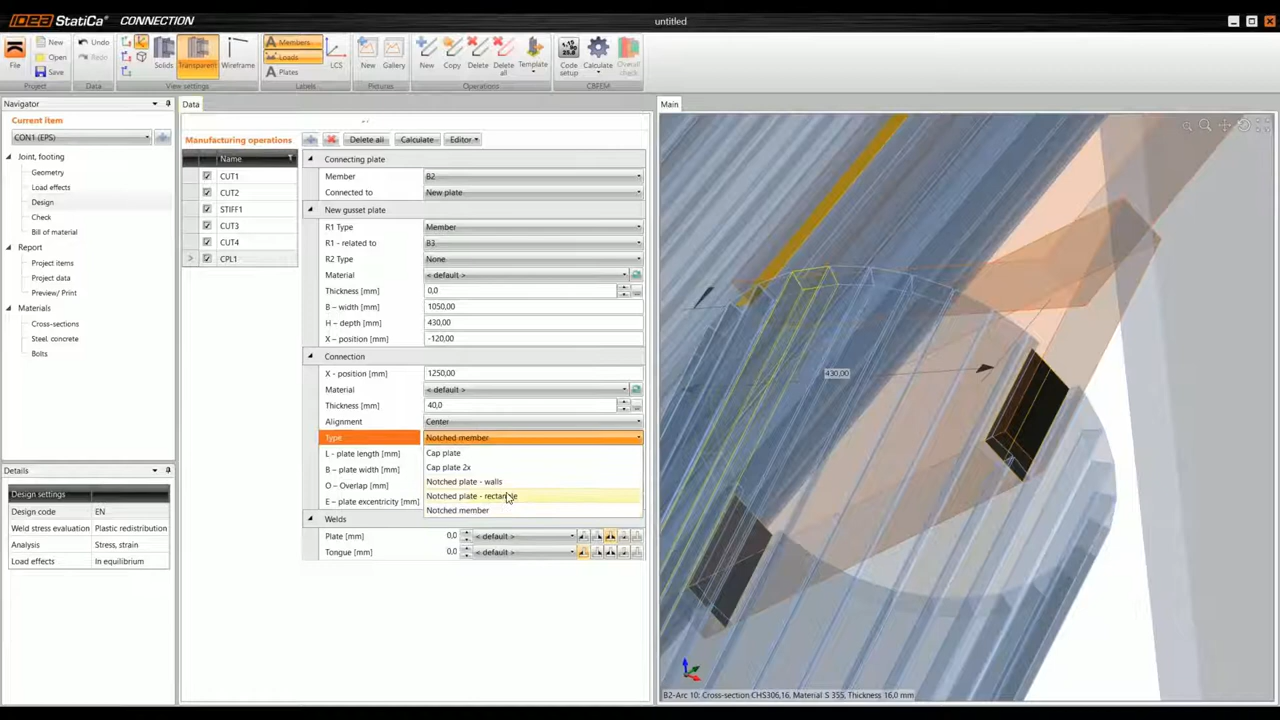 IDEA StatiCa® CONNECTION
untitled
File
New
Open
Save
Undo
Redo
Solids
Transparent
Wireframe
Members
Loads
Plates
LCS
New
Gallery
New
Copy
Delete
Delete all
Template
Code setup
Calculate
Overall check
Project
Data
View settings
Labels
Pictures
Operations
CBFEM
Navigator
Current item
CON1 (EPS)
Joint, footing
Geometry
Load effects
Design
Check
Bill of material
Report
Project items
Project data
Preview/ Print
Materials
Cross-sections
Steel, concrete
Bolts
Details
Design settings
Design code EN
Weld stress evaluation Plastic redistribution
Analysis Stress, strain
Load effects In equilibrium
Data
Manufacturing operations
Delete all
Calculate
Editor
Name
CUT1
CUT2
STIFF1
CUT3
CUT4
CPL1
Connecting plate
Member B2
Connected to New plate
New gusset plate
R1 Type Member
R1 - related to B3
R2 Type None
Material < default >
Thickness [mm] 0,0
B – width [mm] 1050,00
H – depth [mm] 430,00
X – position [mm] -120,00
Connection
X - position [mm] 1250,00
Material < default >
Thickness [mm] 40,0
Alignment Center
Type Notched member
L - plate length [mm]
B – plate width [mm]
O – Overlap [mm]
E – plate excentricity [mm]
Cap plate
Cap plate 2x
Notched plate - walls
Notched plate - rectangle
Notched member
Welds
Plate [mm] 0,0 < default >
Tongue [mm] 0,0 < default >
Main
430,00
B2-Arc 10: Cross-section CHS306,16, Material S 355, Thickness 16,0 mm